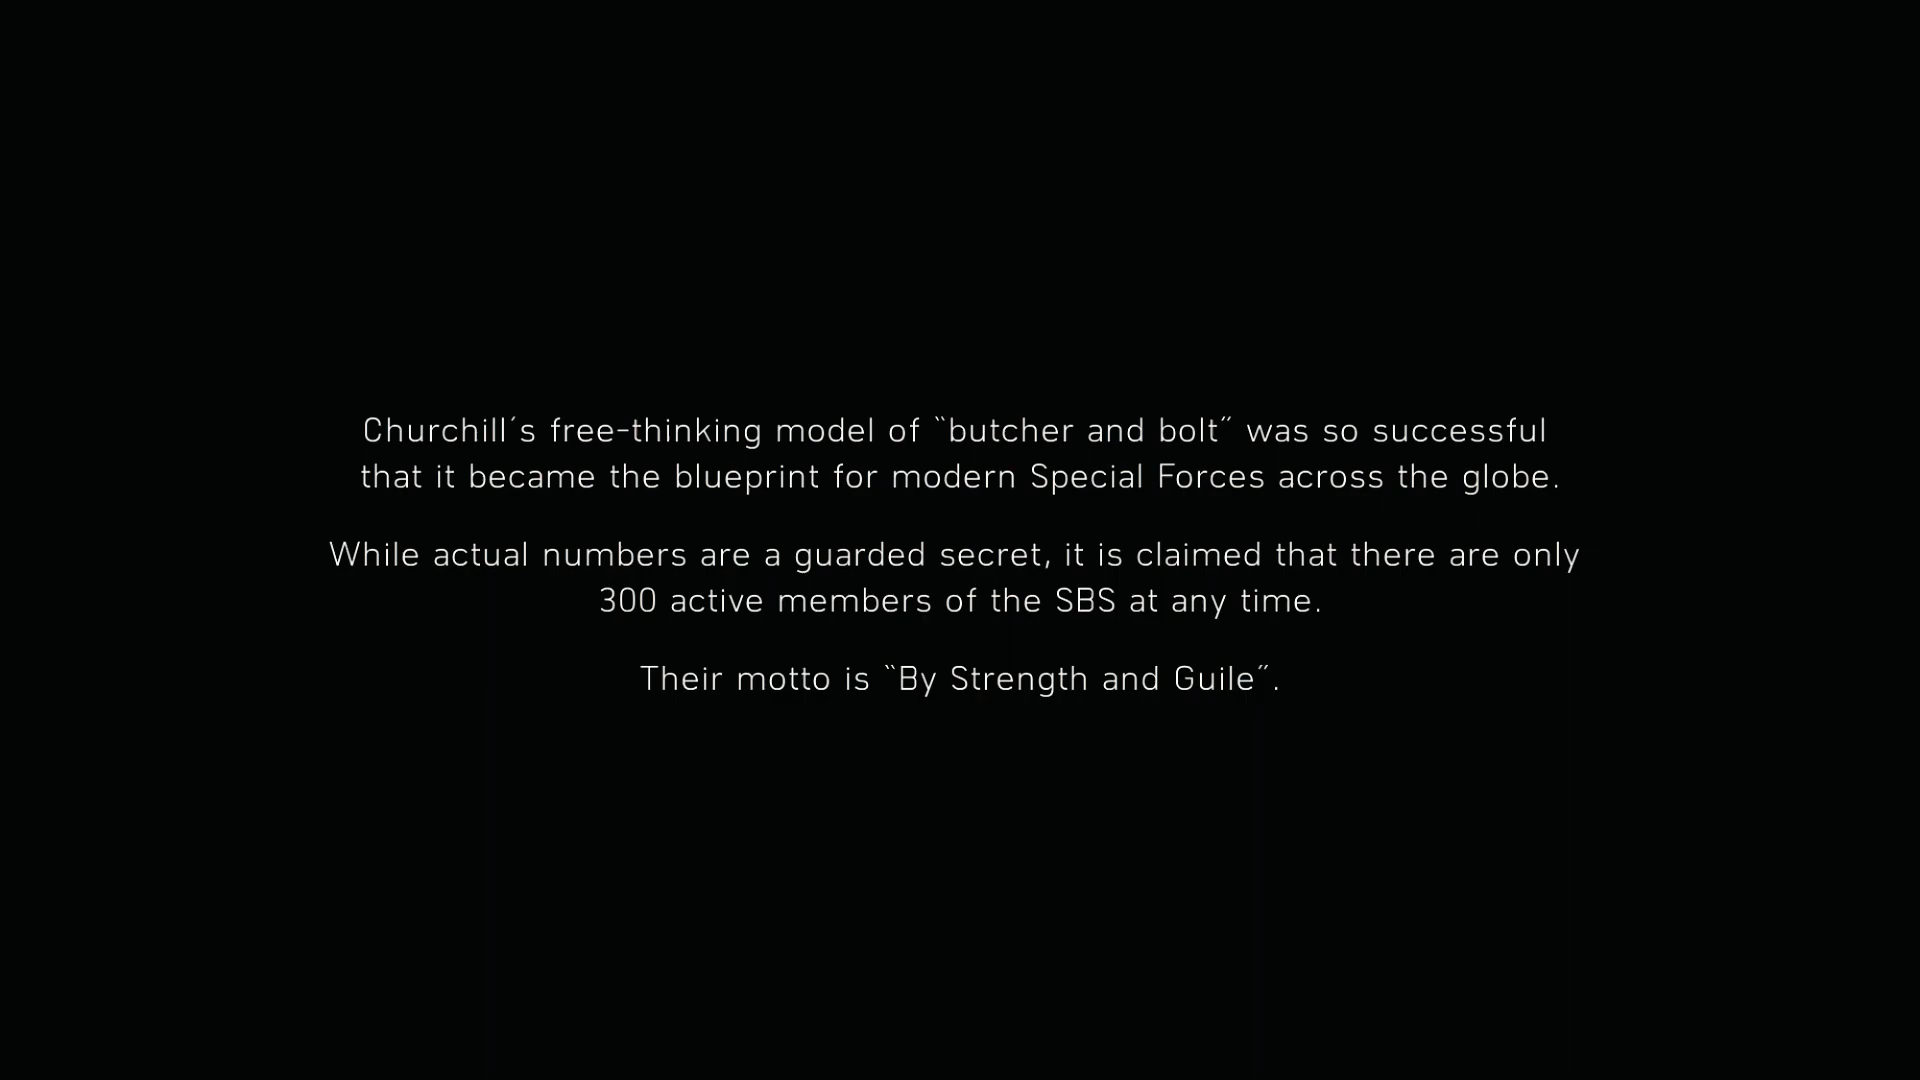 Churchill´s free-thinking model of “butcher and bolt” was so successful
that it became the blueprint for modern Special Forces across the globe.
While actual numbers are a guarded secret, it is claimed that there are only
300 active members of the SBS at any time.
Their motto is “By Strength and Guile”.